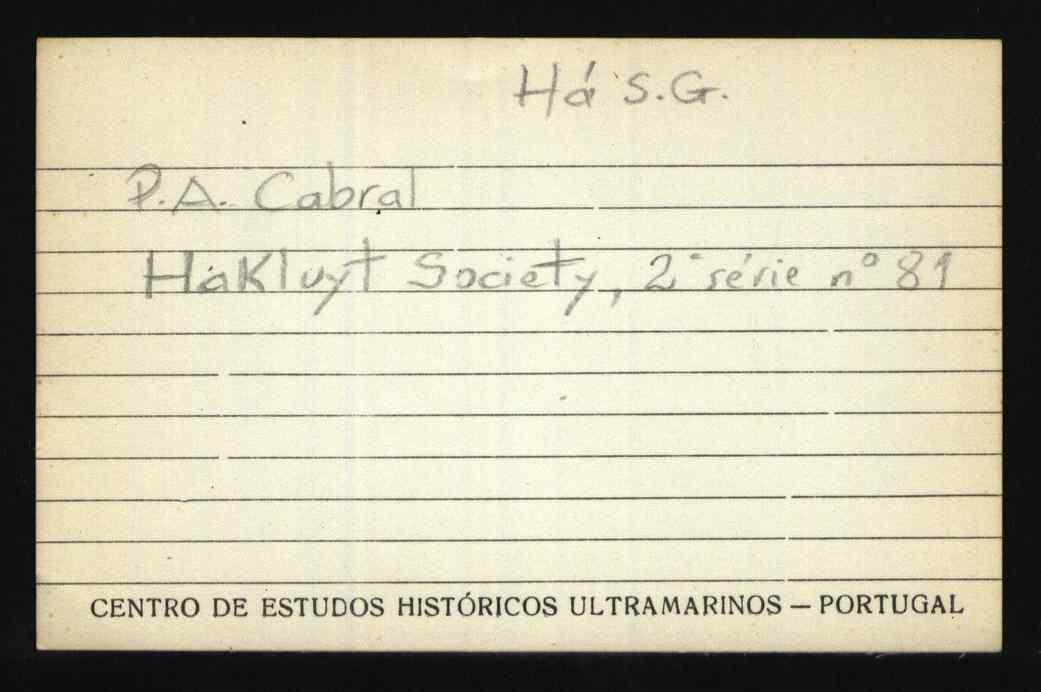 Há S.G.
P.A. Cabral
Hakluyt Society, 2ª série nº 81
CENTRO DE ESTUDOS HISTÓRICOS ULTRAMARINOS — PORTUGAL